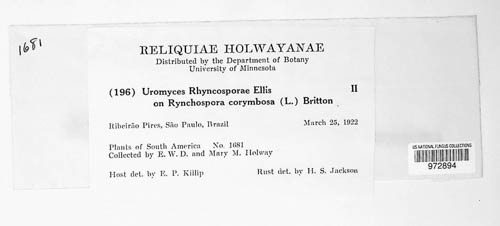 1681
RELIQUIAE HOLWAYANAE
Distributed by the Department of Botany
University of Minnesota
(196) Uromyces Rhyncosporae Ellis II
on Rynchospora corymbosa (L.) Britton
Ribeirão Pires, São Paulo, Brazil March 25, 1922
Plants of South America No. 1681
Collected by E. W. D. and Mary M. Holway
Host det. by E. P. Killip Rust det. by H. S. Jackson
US NATIONAL FUNGUS COLLECTIONS
972894